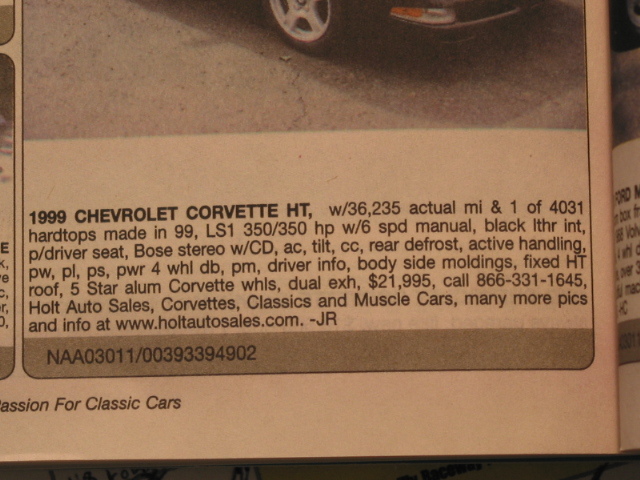 1999 CHEVROLET CORVETTE HT, w/36,235 actual mi & 1 of 4031
hardtops made in 99, LS1 350/350 hp w/6 spd manual, black lthr int,
p/driver seat, Bose stereo w/CD, ac, tilt, cc, rear defrost, active handling,
pw, pl, ps, pwr 4 whl db, pm, driver info, body side moldings, fixed HT
roof, 5 Star alum Corvette whls, dual exh, $21,995, call 866-331-1645,
Holt Auto Sales, Corvettes, Classics and Muscle Cars, many more pics
and info at www.holtautosales.com. -JR
NAA03011/00393394902
assion For Classic Cars